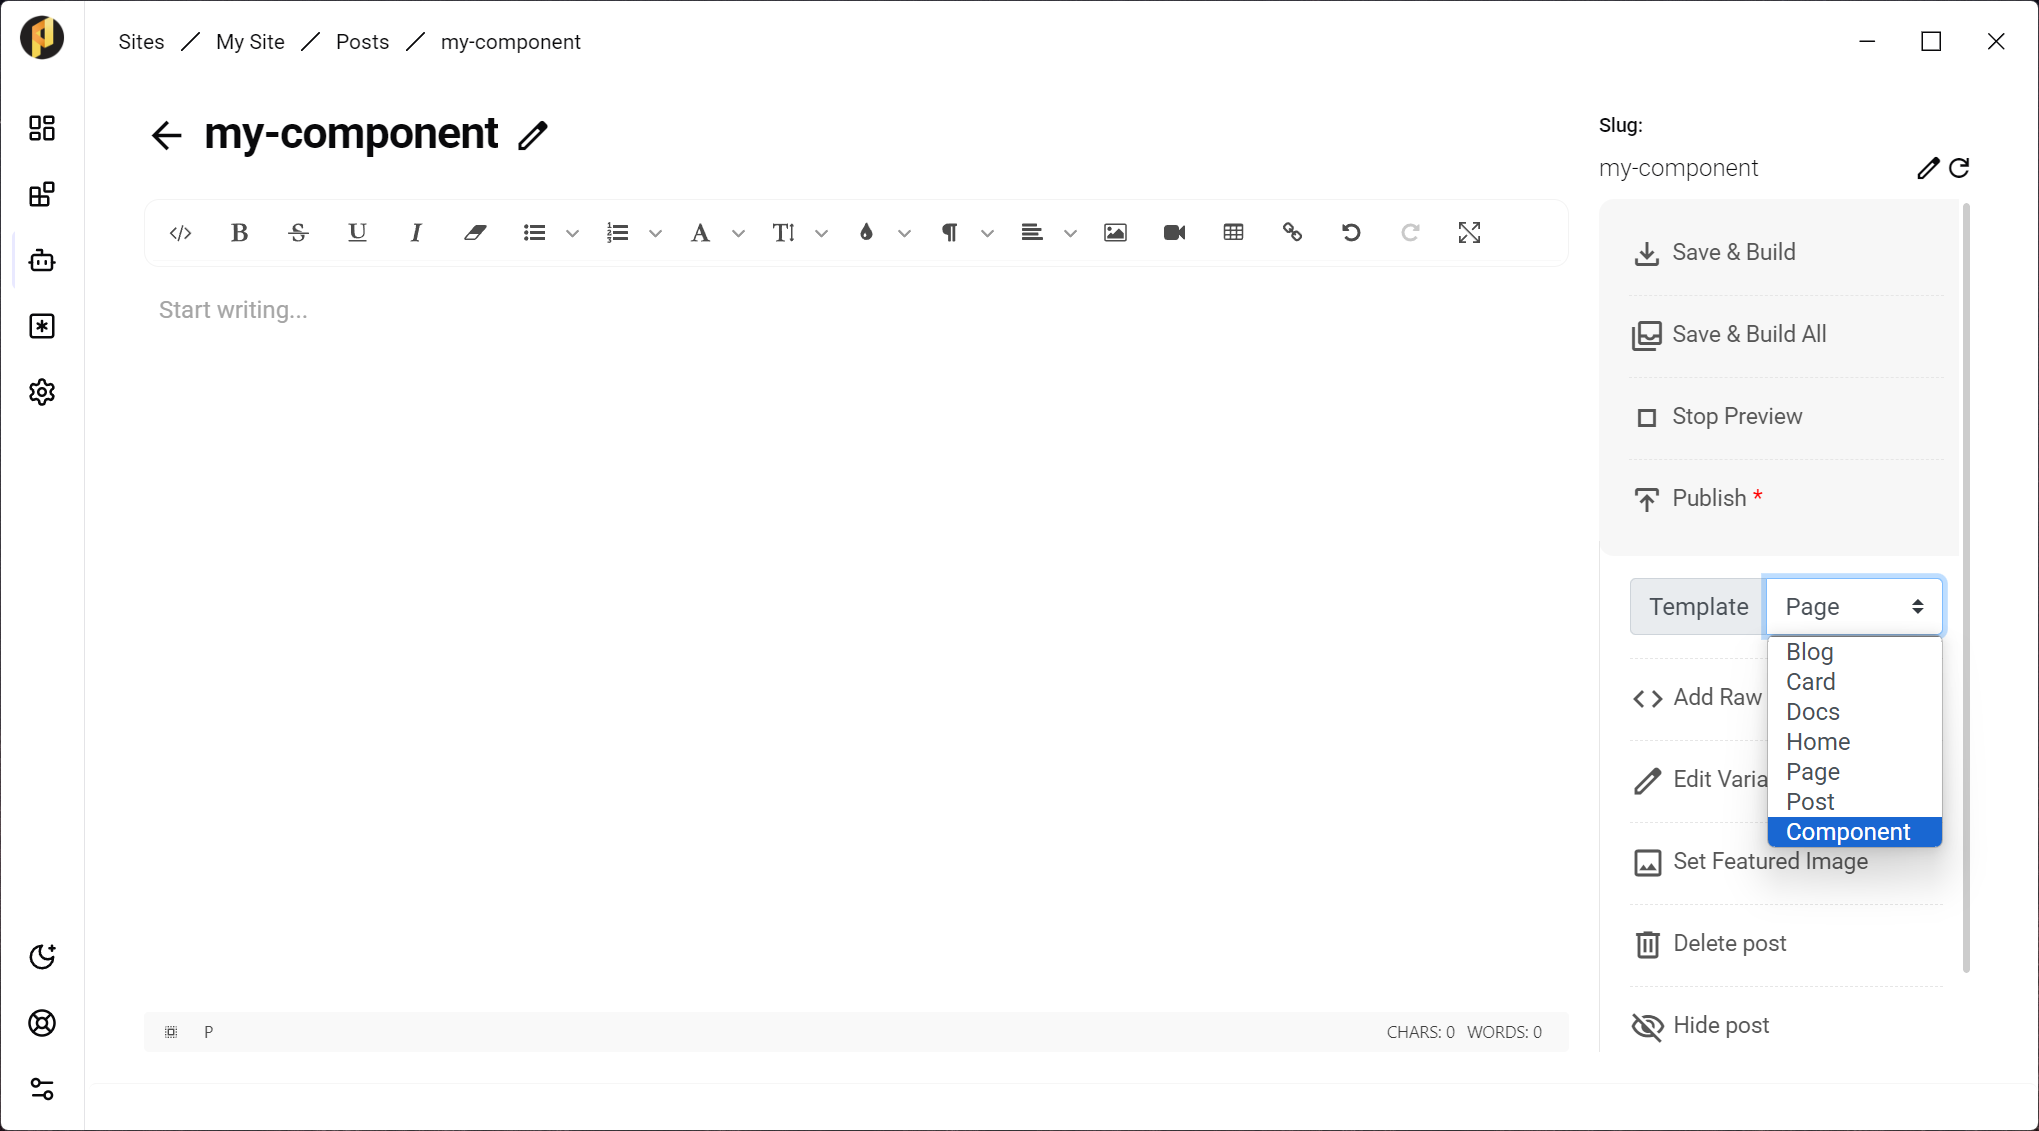 Sites / My Site / Posts / my-component
my-component
Slug:
my-component
Start writing...
Save & Build
Save & Build All
Stop Preview
Publish *
Template Page
Blog
Card
Docs
Home
Page
Post
Component
Add Raw
Edit Varia
Set Featured Image
Delete post
Hide post
P CHARS: 0 WORDS: 0